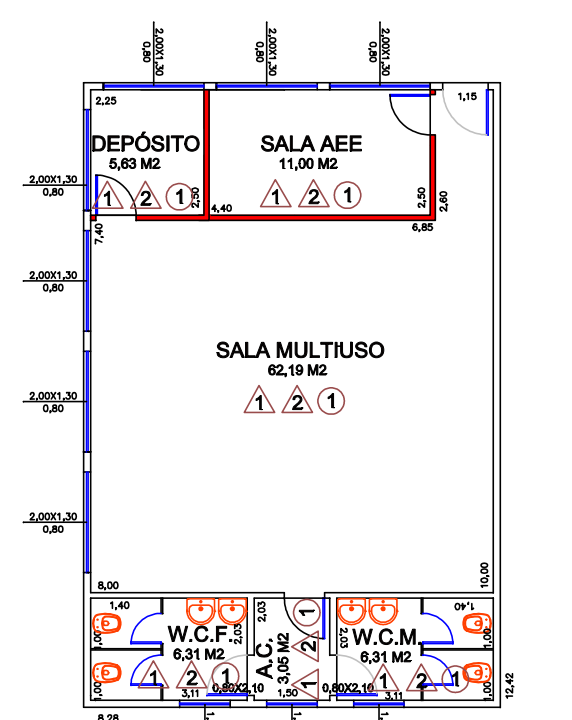 2,00X1,30
0,80
2,00X1,30
0,80
2,00X1,30
0,80
2,25
1,15
DEPÓSITO
5,63 M2
SALA AEE
11,00 M2
2,00X1,30
0,80
1 2 1
2,50
1 2 1
2,50
2,60
4,40
6,85
7,40
2,00X1,30
0,80
SALA MULTIUSO
62,19 M2
1 2 1
2,00X1,30
0,80
2,00X1,30
0,80
8,00
10,00
1,40
2,03
2,03
2,03
1,40
1,00
W.C.F.
6,31 M2
A.C.
3,05 M2
1 2 1
W.C.M.
6,31 M2
1,00
1,00
1 2 1
3,11
0,80X2,10
1,50
0,80X2,10
3,11
1 2 1
1,00
12,42
8,28